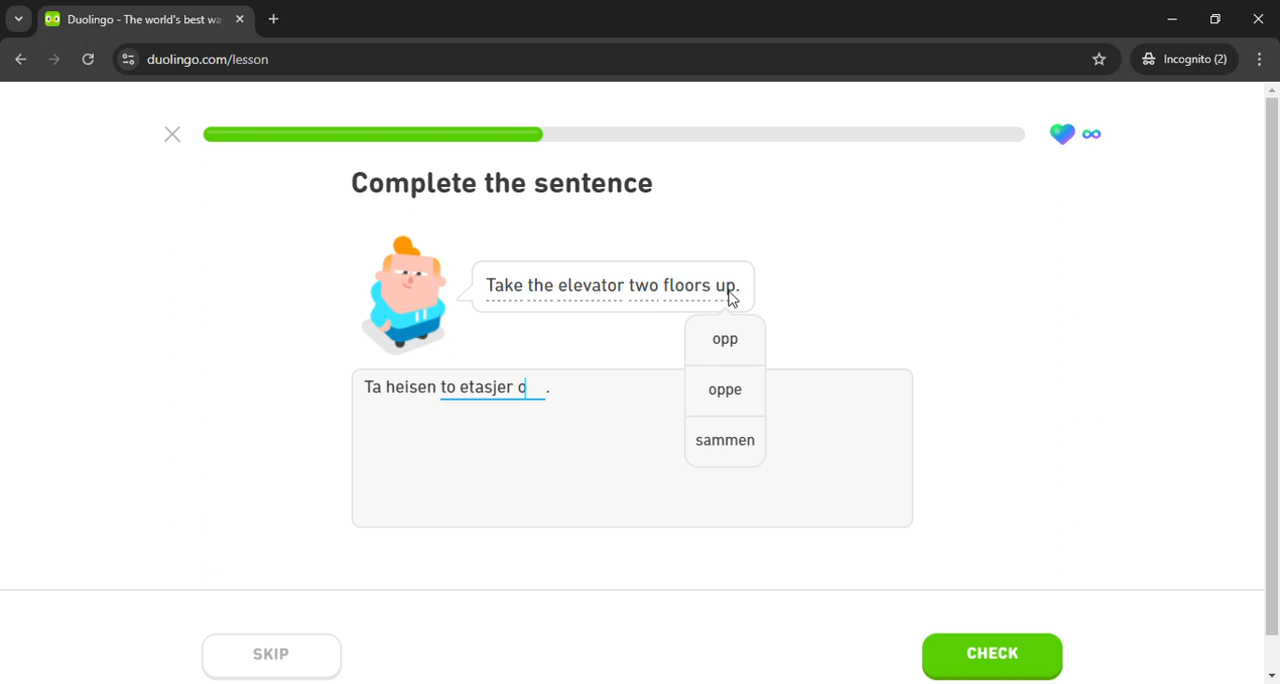 Duolingo - The world's best wa
duolingo.com/lesson
Incognito (2)
Complete the sentence
Take the elevator two floors up.
opp
oppe
sammen
Ta heisen to etasjer o .
SKIP
CHECK